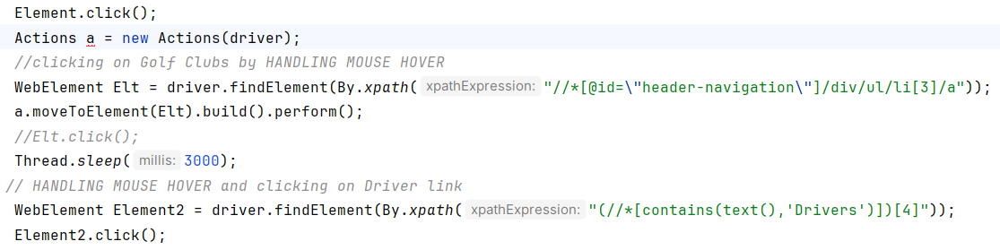 Element.click();
Actions a = new Actions(driver);
//clicking on Golf Clubs by HANDLING MOUSE HOVER
WebElement Elt = driver.findElement(By.xpath( xpathExpression: "//*[@id=\"header-navigation\"]/div/ul/li[3]/a"));
a.moveToElement(Elt).build().perform();
//Elt.click();
Thread.sleep( millis: 3000);
// HANDLING MOUSE HOVER and clicking on Driver link
WebElement Element2 = driver.findElement(By.xpath( xpathExpression: "(//*[contains(text(),'Drivers')])[4]"));
Element2.click();